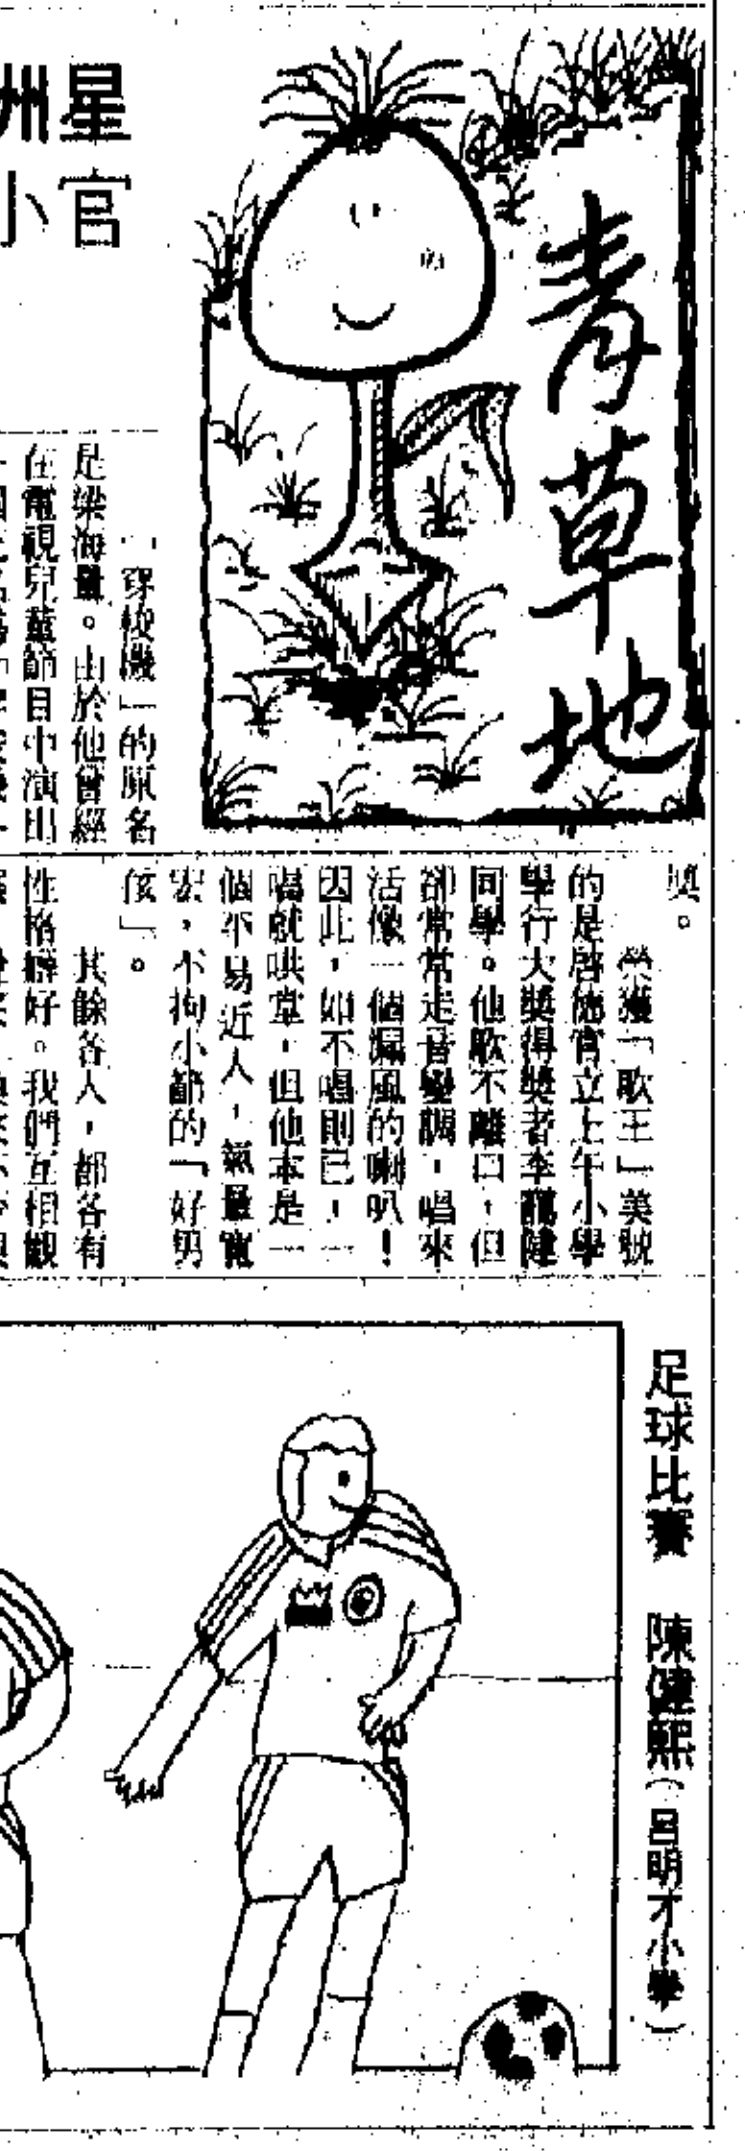 青草地
洲星
小官
「穿梭機」的原名
是梁海量。由於他曾經
在電視兒童節目中演出
獎。
榮獲「歌王」美號
的是啓德官立上午小學
學行大獎得獎者李龍健
同學。他歌不離口,但
卻常常走音變調,唱來
活像一個漏風的喇叭!
因此,如不唱則已,一
唱就哄堂,但他本是一
個平易近人,氣量寬
宏,不拘小節的「好男
孩」。
其餘各人,都各有
性格癖好。我們互相觀
足球比賽 陳健熙(呂明才小學)